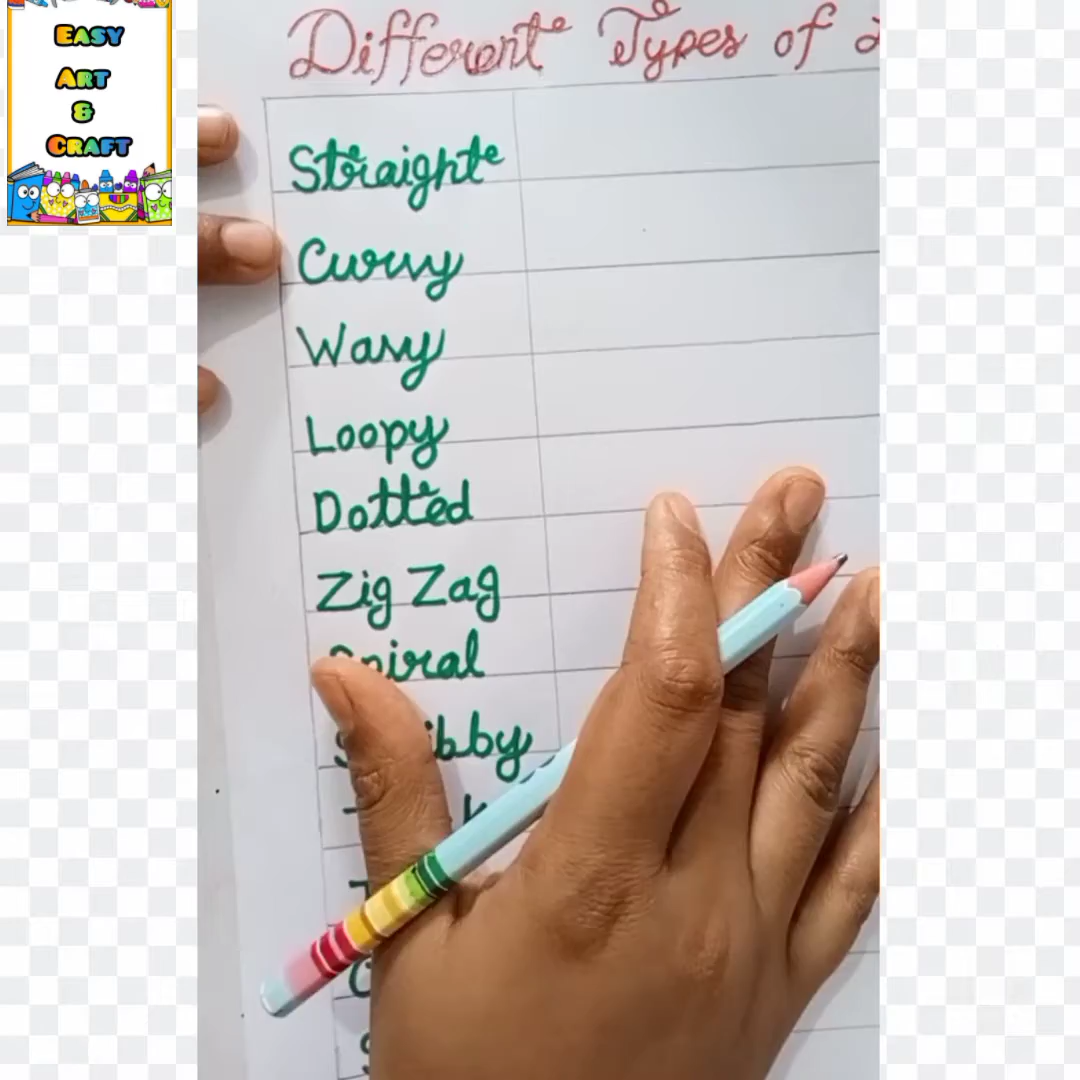 EASY
ART
&
CRAFT
Different Types of
Straight
Curvy
Wavy
Loopy
Dotted
Zig Zag
Spiral